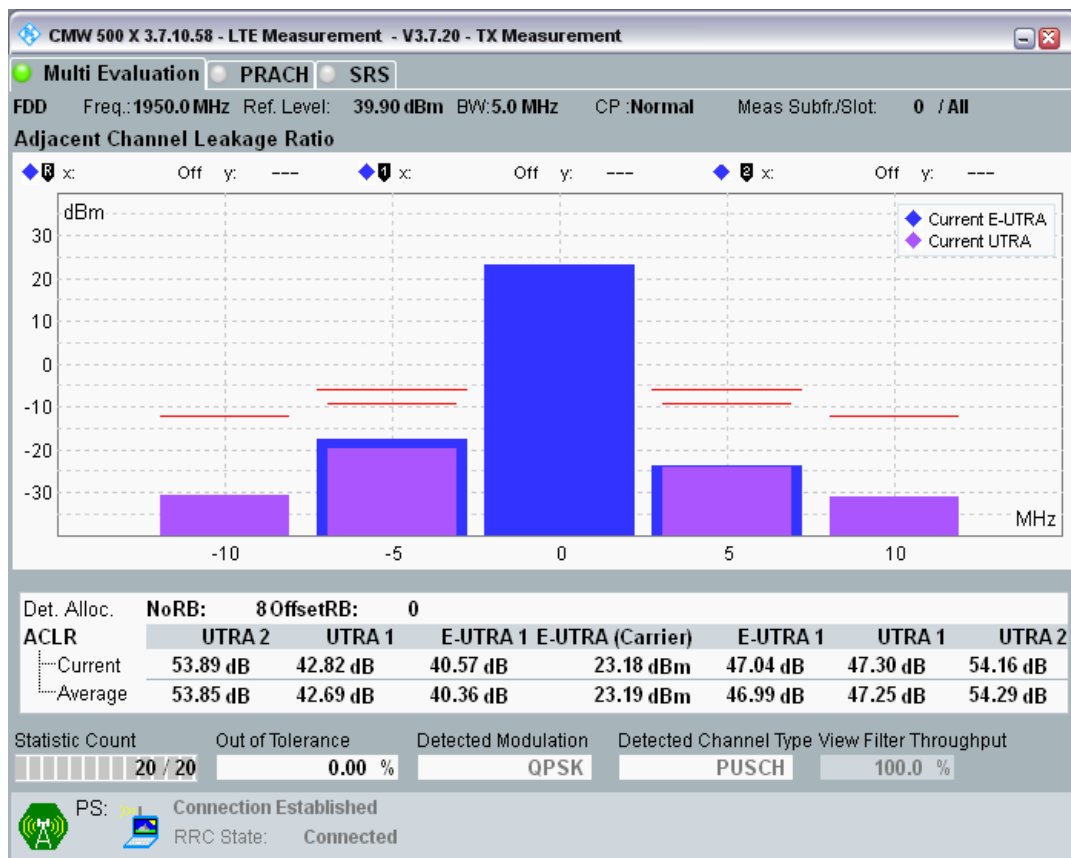 CMW 500 X 3.7.10.58 - LTE Measurement - V3.7.20 - TX Measurement
Multi Evaluation PRACH SRS
FDD Freq.: 1950.0 MHz Ref. Level: 39.90 dBm BW: 5.0 MHz CP : Normal Meas Subfr./Slot: 0 / All
Adjacent Channel Leakage Ratio
R x: Off y: --- 1 x: Off y: --- 2 x: Off y: ---
dBm
Current E-UTRA
Current UTRA
30
20
10
0
-10
-20
-30
MHz
-10 -5 0 5 10
Det. Alloc. NoRB: 8 OffsetRB: 0
ACLR UTRA 2 UTRA 1 E-UTRA 1 E-UTRA (Carrier) E-UTRA 1 UTRA 1 UTRA 2
Current 53.89 dB 42.82 dB 40.57 dB 23.18 dBm 47.04 dB 47.30 dB 54.16 dB
Average 53.85 dB 42.69 dB 40.36 dB 23.19 dBm 46.99 dB 47.25 dB 54.29 dB
Statistic Count Out of Tolerance Detected Modulation Detected Channel Type View Filter Throughput
20 / 20 0.00 % QPSK PUSCH 100.0 %
PS: Connection Established
RRC State: Connected